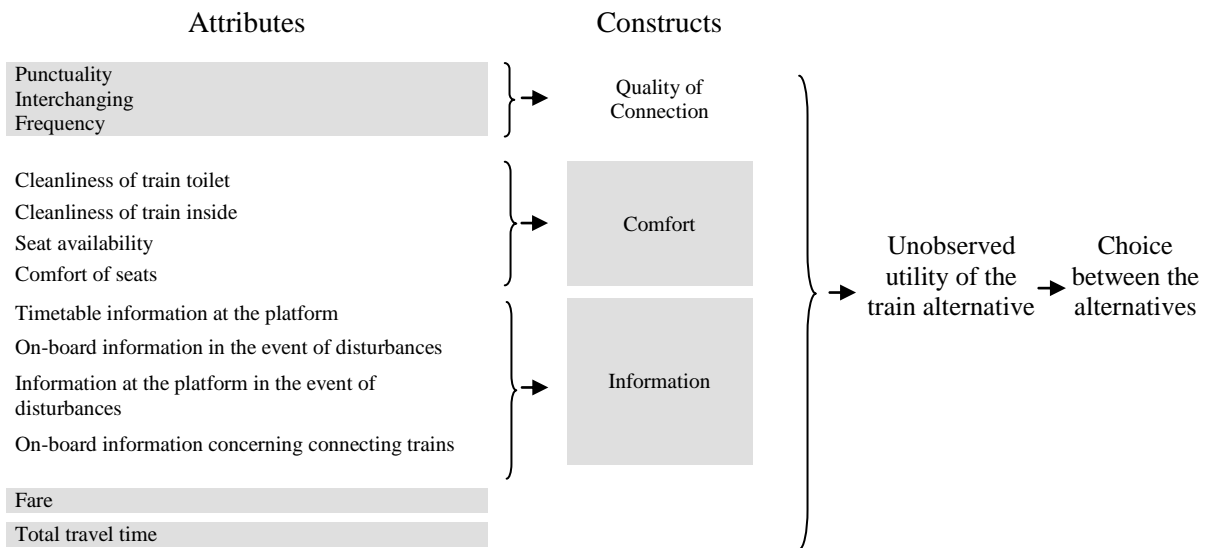 Attributes
Constructs
Punctuality
Interchanging
Frequency
Quality of
Connection
Cleanliness of train toilet
Cleanliness of train inside
Seat availability
Comfort of seats
Comfort
Timetable information at the platform
On-board information in the event of disturbances
Information at the platform in the event of
disturbances
On-board information concerning connecting trains
Information
Fare
Total travel time
Unobserved
utility of the
train alternative
Choice
between the
alternatives